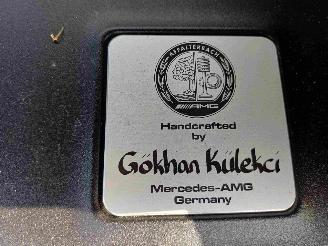 AFFALTERBACH
AMG
Handcrafted
by
Gökhan Külekci
Mercedes-AMG
Germany